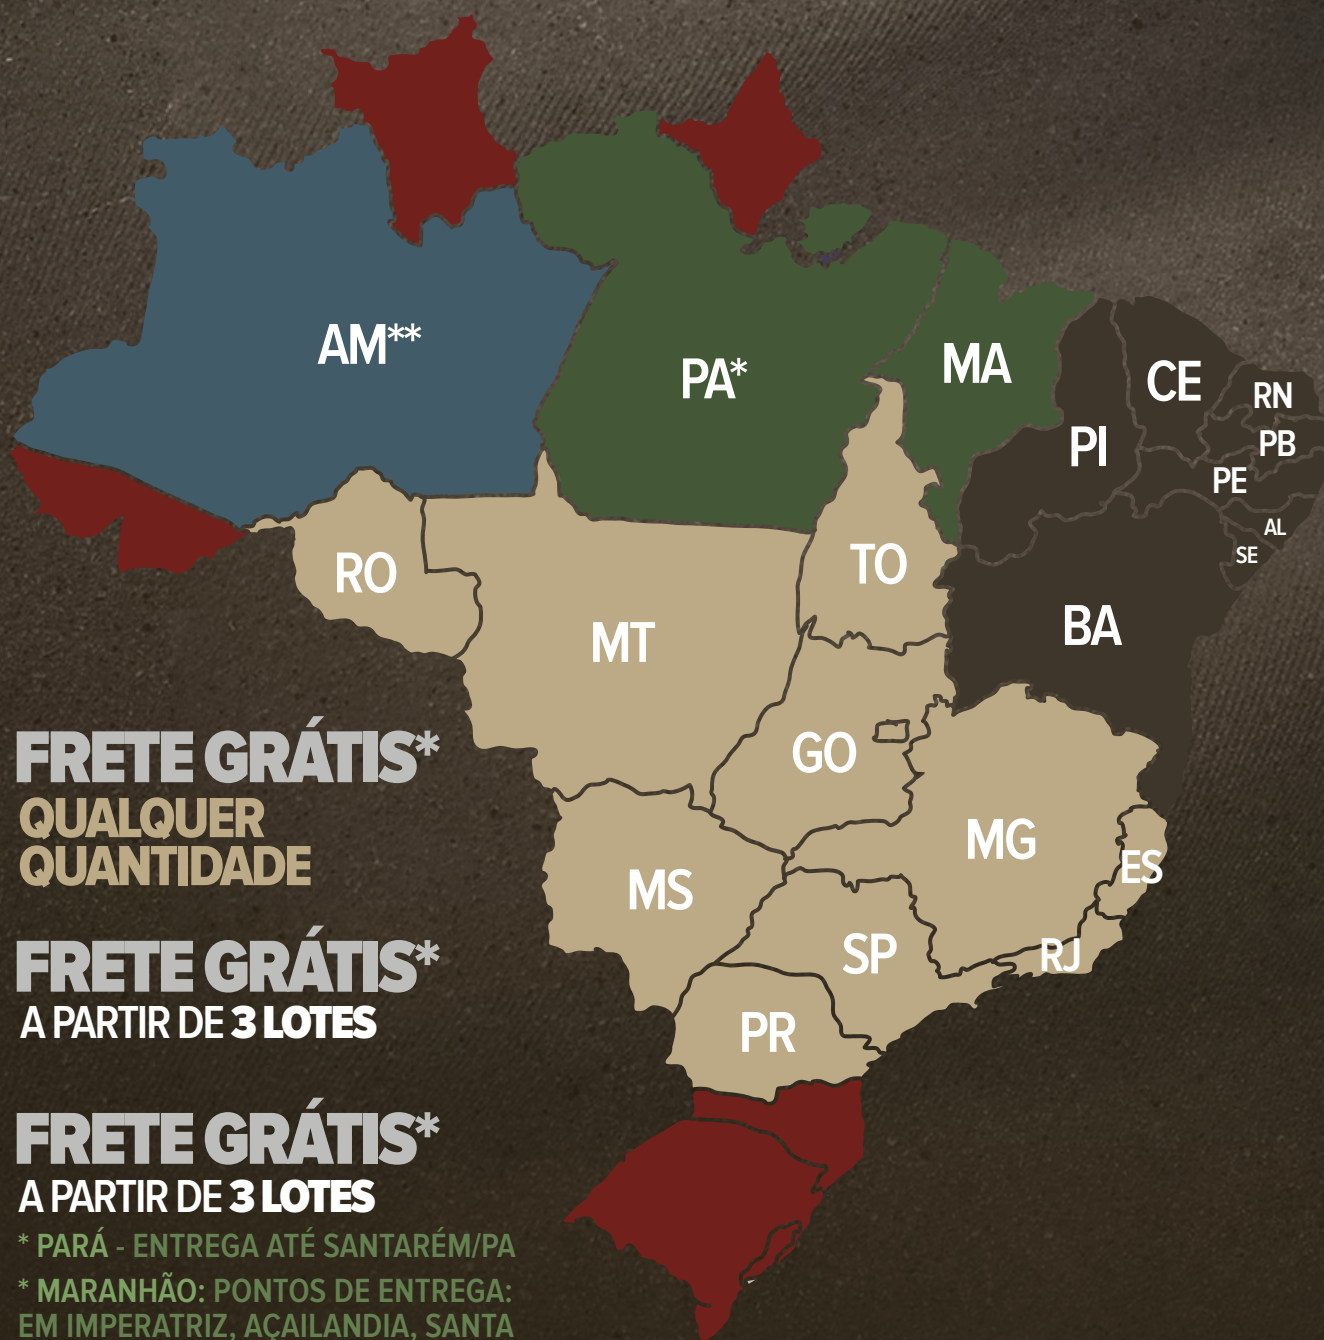 AM**
PA*
MA
CE
RN
PI
PB
PE
AL
SE
RO
TO
MT
BA
GO
MG
ES
MS
SP
RJ
PR
FRETE GRÁTIS*
QUALQUER
QUANTIDADE
FRETE GRÁTIS*
A PARTIR DE 3 LOTES
FRETE GRÁTIS*
A PARTIR DE 3 LOTES
* PARÁ - ENTREGA ATÉ SANTARÉM/PA
* MARANHÃO: PONTOS DE ENTREGA:
EM IMPERATRIZ, AÇAILANDIA, SANTA